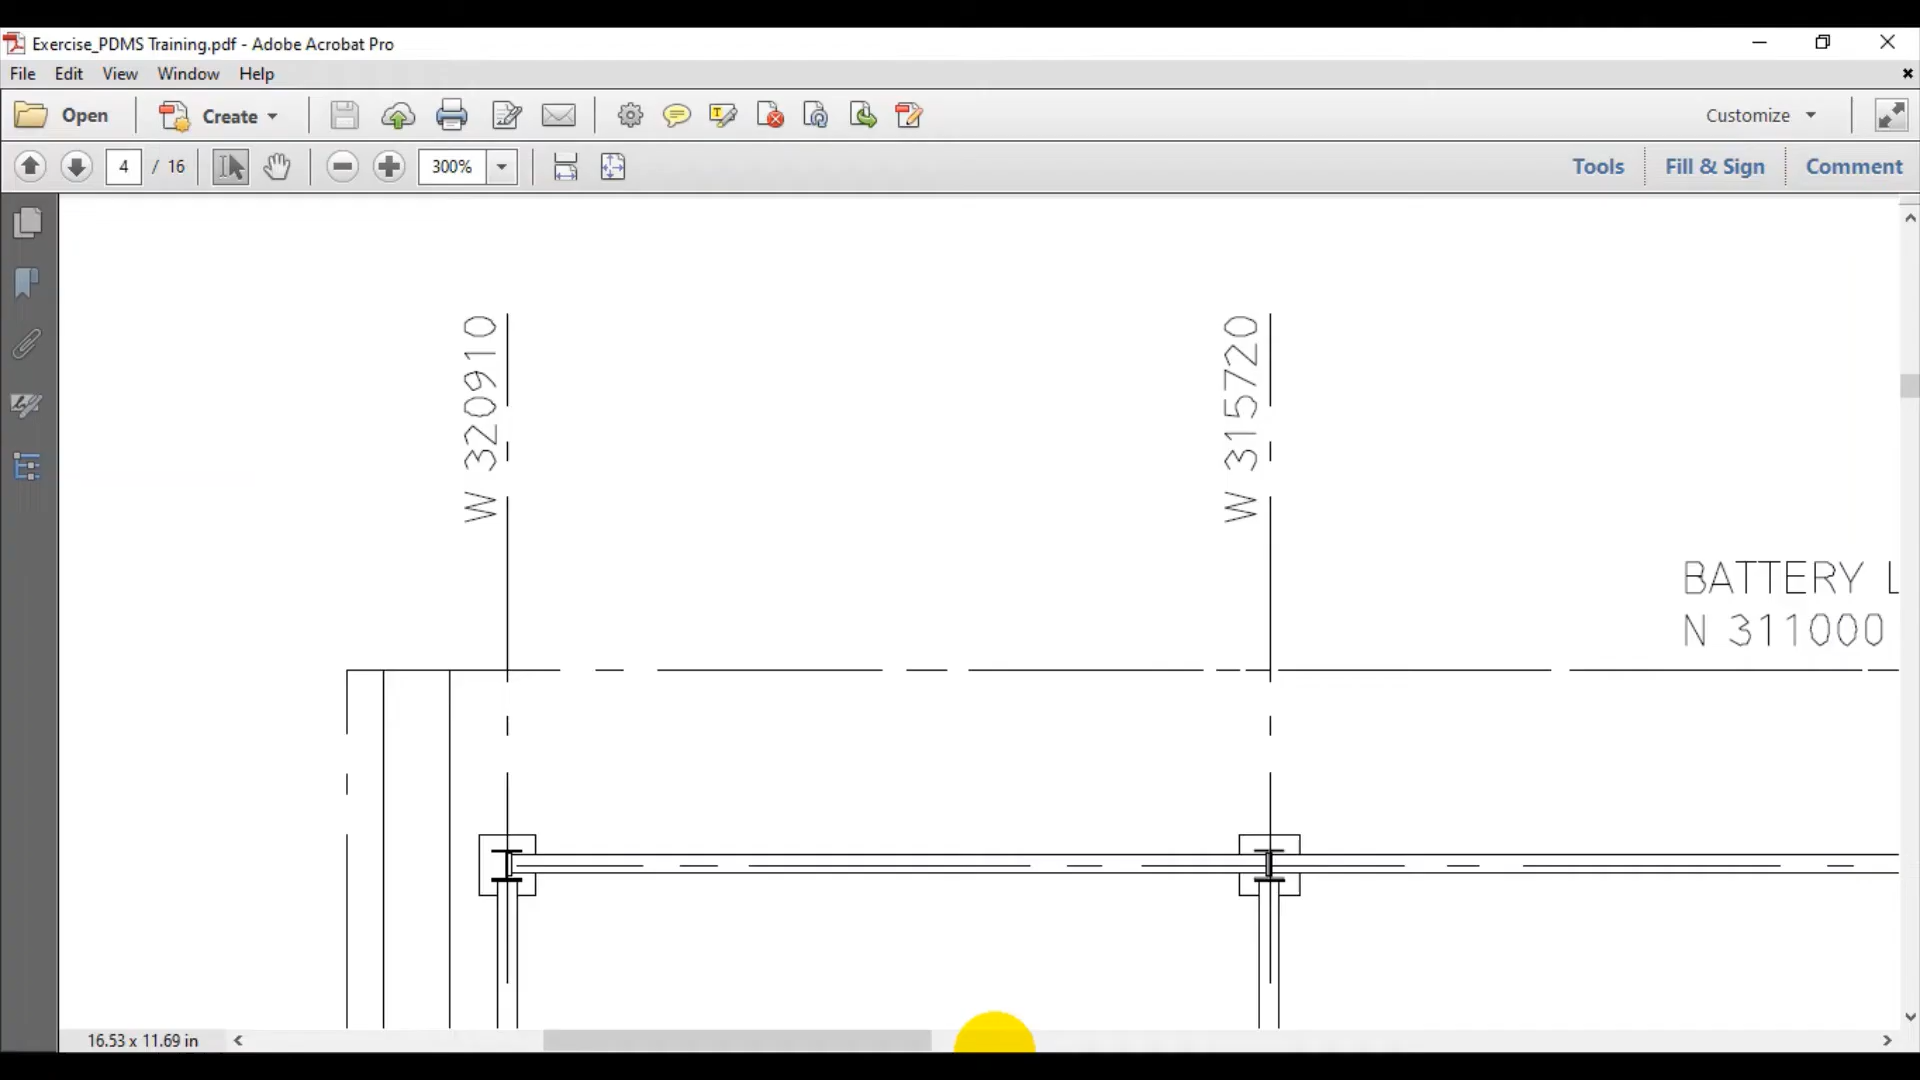 Exercise_PDMS Training.pdf - Adobe Acrobat Pro
File Edit View Window Help
Open Create Customize
4 / 16 300% Tools Fill & Sign Comment
W 320910
W 315720
BATTERY L
N 311000
16.53 x 11.69 in